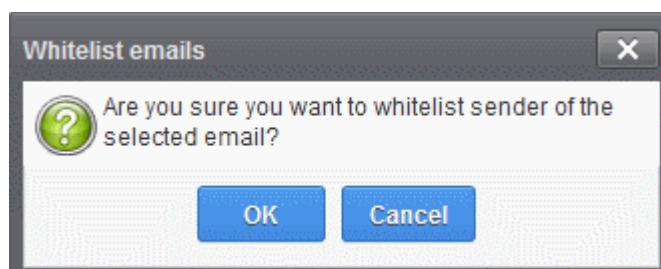 Whitelist emails
Are you sure you want to whitelist sender of the
selected email?
OK
Cancel